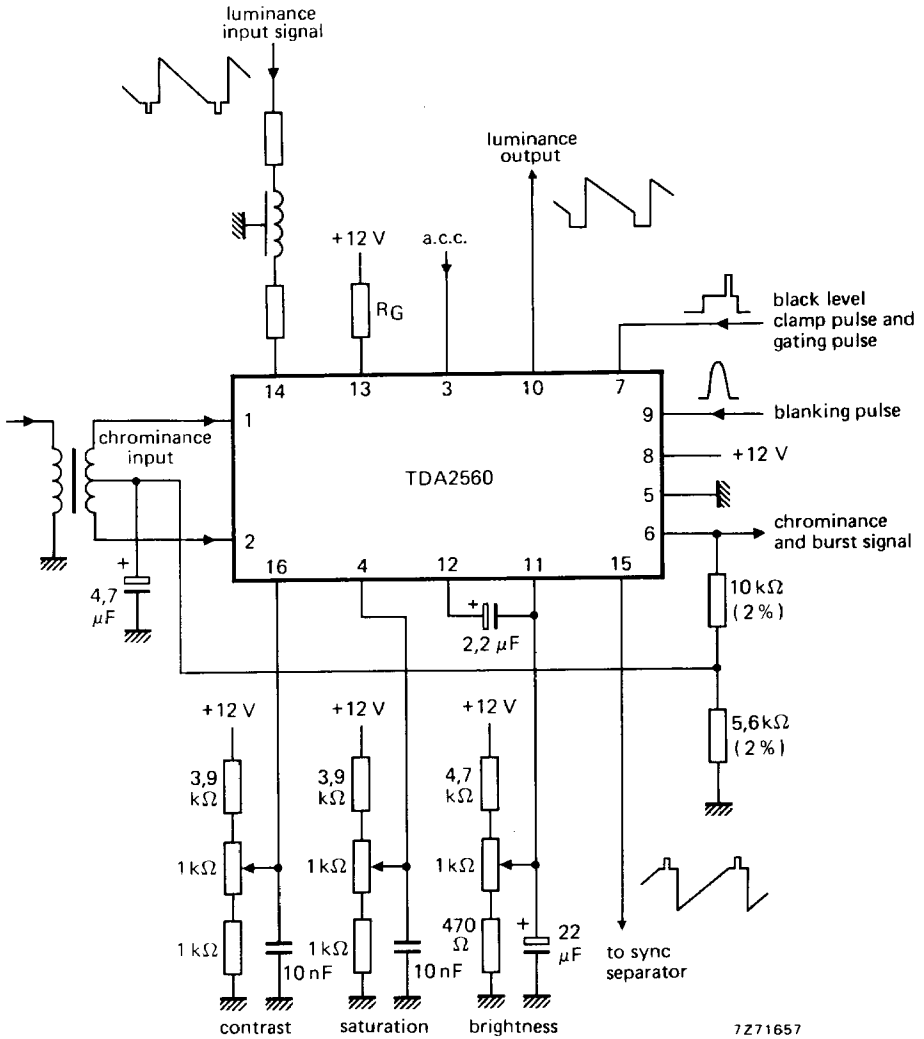 luminance
input signal
luminance
output
+12 V
a.c.c.
RG
black level
clamp pulse and
gating pulse
14
13
3
10
7
1
9
blanking pulse
chrominance
input
8
+12 V
TDA2560
5
2
6
chrominance
and burst signal
16
4
12
11
15
+
4,7
μF
+
2,2 μF
10 kΩ
(2%)
+12 V
+12 V
+12 V
5,6 kΩ
(2%)
3,9
kΩ
3,9
kΩ
4,7
kΩ
1 kΩ
1 kΩ
1 kΩ
1 kΩ
10 nF
1 kΩ
10 nF
470
Ω
+
22
μF
to sync
separator
contrast
saturation
brightness
7Z71657